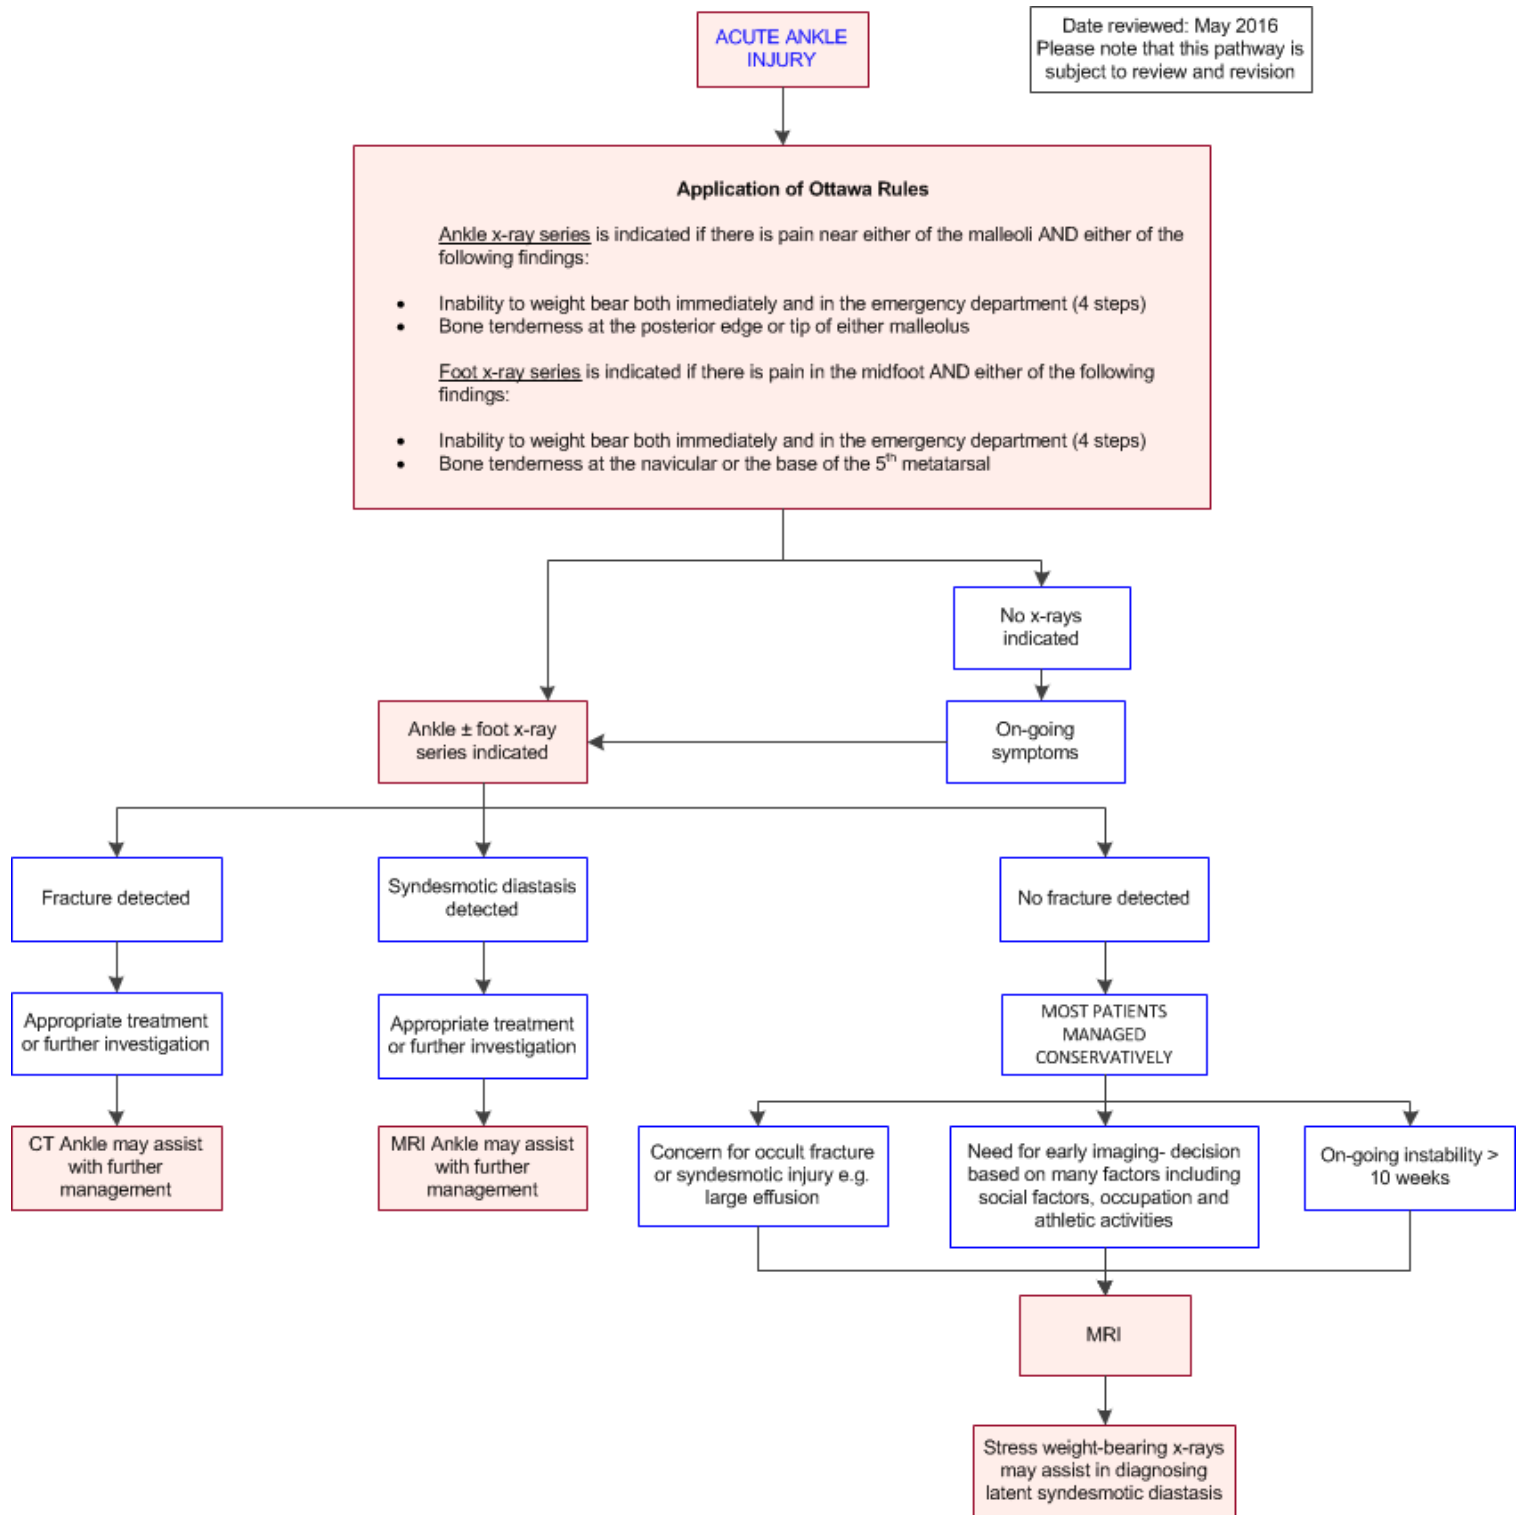 ACUTE ANKLE
INJURY
Date reviewed: May 2016
Please note that this pathway is
subject to review and revision
Application of Ottawa Rules
Ankle x-ray series is indicated if there is pain near either of the malleoli AND either of the
following findings:
• Inability to weight bear both immediately and in the emergency department (4 steps)
• Bone tenderness at the posterior edge or tip of either malleolus
Foot x-ray series is indicated if there is pain in the midfoot AND either of the following
findings:
• Inability to weight bear both immediately and in the emergency department (4 steps)
• Bone tenderness at the navicular or the base of the 5th metatarsal
No x-rays
indicated
Ankle ± foot x-ray
series indicated
On-going
symptoms
Fracture detected
Syndesmotic diastasis
detected
No fracture detected
Appropriate treatment
or further investigation
Appropriate treatment
or further investigation
MOST PATIENTS
MANAGED
CONSERVATIVELY
CT Ankle may assist
with further
management
MRI Ankle may assist
with further
management
Concern for occult fracture
or syndesmotic injury e.g.
large effusion
Need for early imaging- decision
based on many factors including
social factors, occupation and
athletic activities
On-going instability >
10 weeks
MRI
Stress weight-bearing x-rays
may assist in diagnosing
latent syndesmotic diastasis